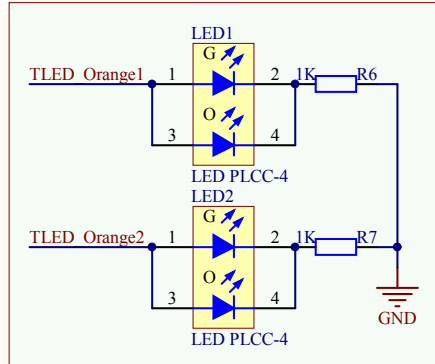 LED1
G
TLED_Orange1 1 2 1K R6
O
3 4
LED PLCC-4
LED2
G
TLED_Orange2 1 2 1K R7
O
3 4
LED PLCC-4
GND